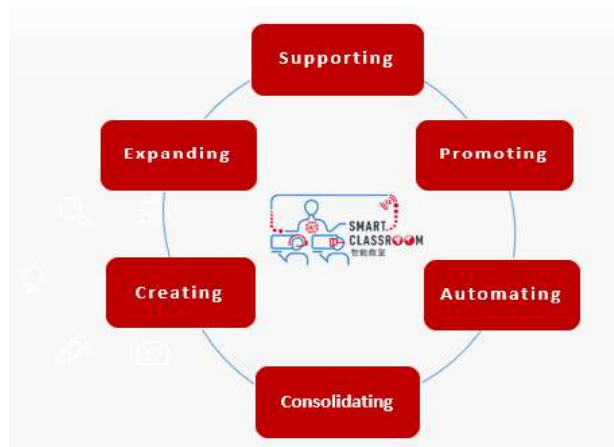 Supporting
Expanding
Promoting
SMART
CLASSROOM
智能教室
Creating
Automating
Consolidating